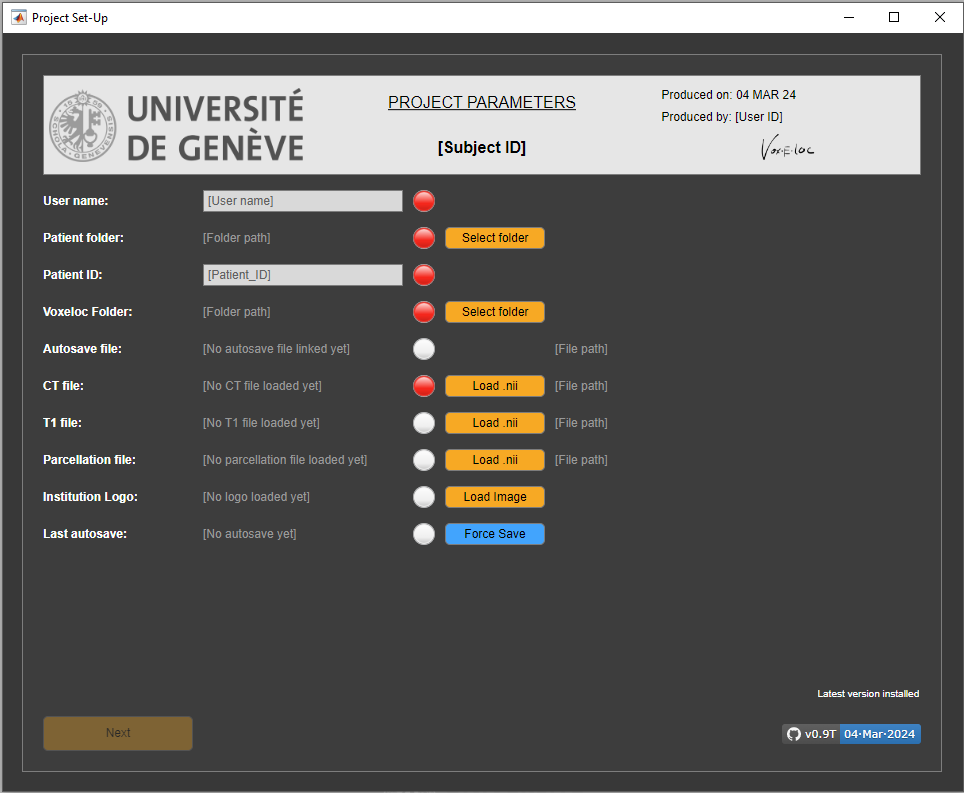 Project Set-Up
UNIVERSITÉ
DE GENÈVE
PROJECT PARAMETERS
[Subject ID]
Produced on: 04 MAR 24
Produced by: [User ID]
Vox·E·loc
User name: [User name]
Patient folder: [Folder path] Select folder
Patient ID: [Patient_ID]
Voxeloc Folder: [Folder path] Select folder
Autosave file: [No autosave file linked yet] [File path]
CT file: [No CT file loaded yet] Load .nii [File path]
T1 file: [No T1 file loaded yet] Load .nii [File path]
Parcellation file: [No parcellation file loaded yet] Load .nii [File path]
Institution Logo: [No logo loaded yet] Load Image
Last autosave: [No autosave yet] Force Save
Latest version installed
Next
v0.9T 04·Mar·2024